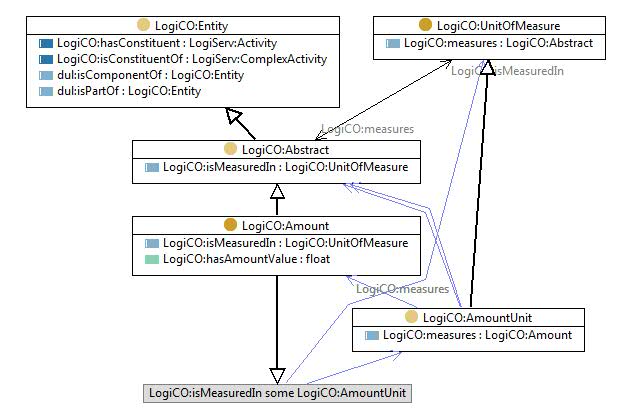 LogiCO:Entity
LogiCO:hasConstituent : LogiServ:Activity
LogiCO:isConstituentOf : LogiServ:ComplexActivity
dul:isComponentOf : LogiCO:Entity
dul:isPartOf : LogiCO:Entity
LogiCO:UnitOfMeasure
LogiCO:measures : LogiCO:Abstract
LogiCO:isMeasuredIn
LogiCO:measures
LogiCO:Abstract
LogiCO:isMeasuredIn : LogiCO:UnitOfMeasure
LogiCO:Amount
LogiCO:isMeasuredIn : LogiCO:UnitOfMeasure
LogiCO:hasAmountValue : float
LogiCO:measures
LogiCO:AmountUnit
LogiCO:measures : LogiCO:Amount
LogiCO:isMeasuredIn some LogiCO:AmountUnit